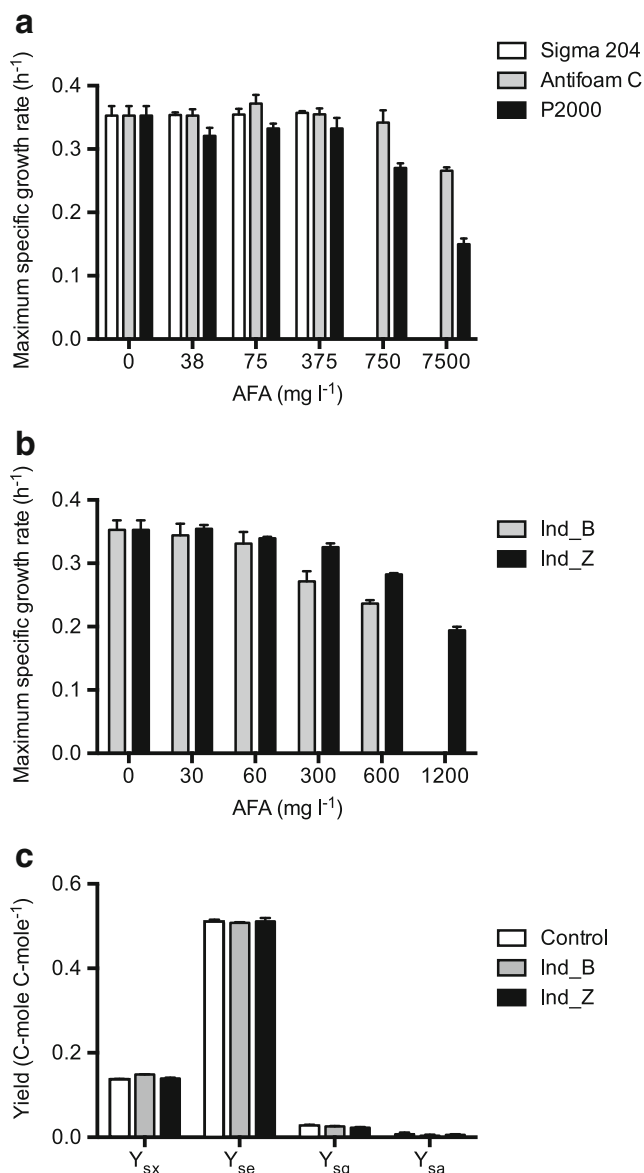 a
Sigma 204
Antifoam C
P2000
Maximum specific growth rate (h-1)
0.4
0.3
0.2
0.1
0.0
0 38 75 375 750 7500
AFA (mg l-1)
b
Ind_B
Ind_Z
Maximum specific growth rate (h-1)
0.4
0.3
0.2
0.1
0.0
0 30 60 300 600 1200
AFA (mg l-1)
c
Control
Ind_B
Ind_Z
Yield (C-mole C-mole-1)
0.6
0.4
0.2
0.0
Ysx Yse Ysg Ysa